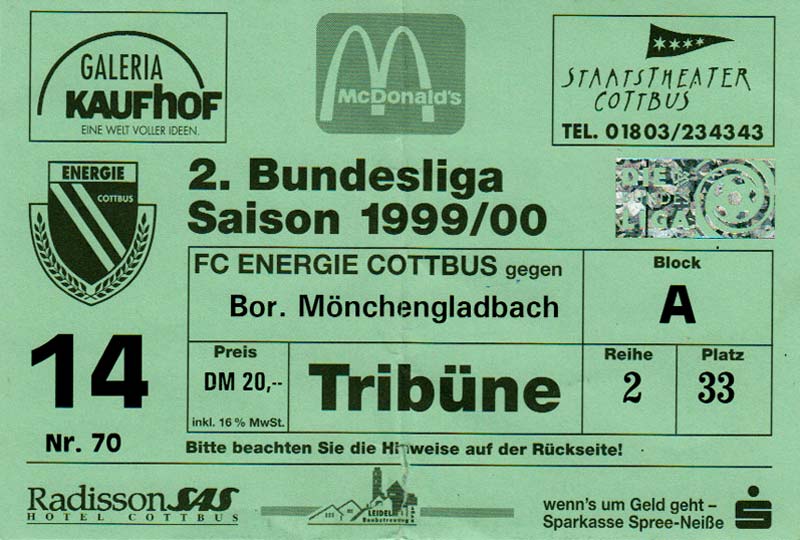 GALERIA
KAUFHOF
EINE WELT VOLLER IDEEN.
McDonald's
STAATSTHEATER
COTTBUS
TEL. 01803/234343
ENERGIE
COTTBUS
2. Bundesliga
Saison 1999/00
DIE
LIGA
FC ENERGIE COTTBUS gegen
Bor. Mönchengladbach
Block
A
14
Nr. 70
Preis
DM 20,--
inkl. 16% MwSt.
Tribüne
Reihe
2
Platz
33
Bitte beachten Sie die Hinweise auf der Rückseite!
Radisson SAS
HOTEL COTTBUS
LEIDEL
wenn's um Geld geht –
Sparkasse Spree-Neiße